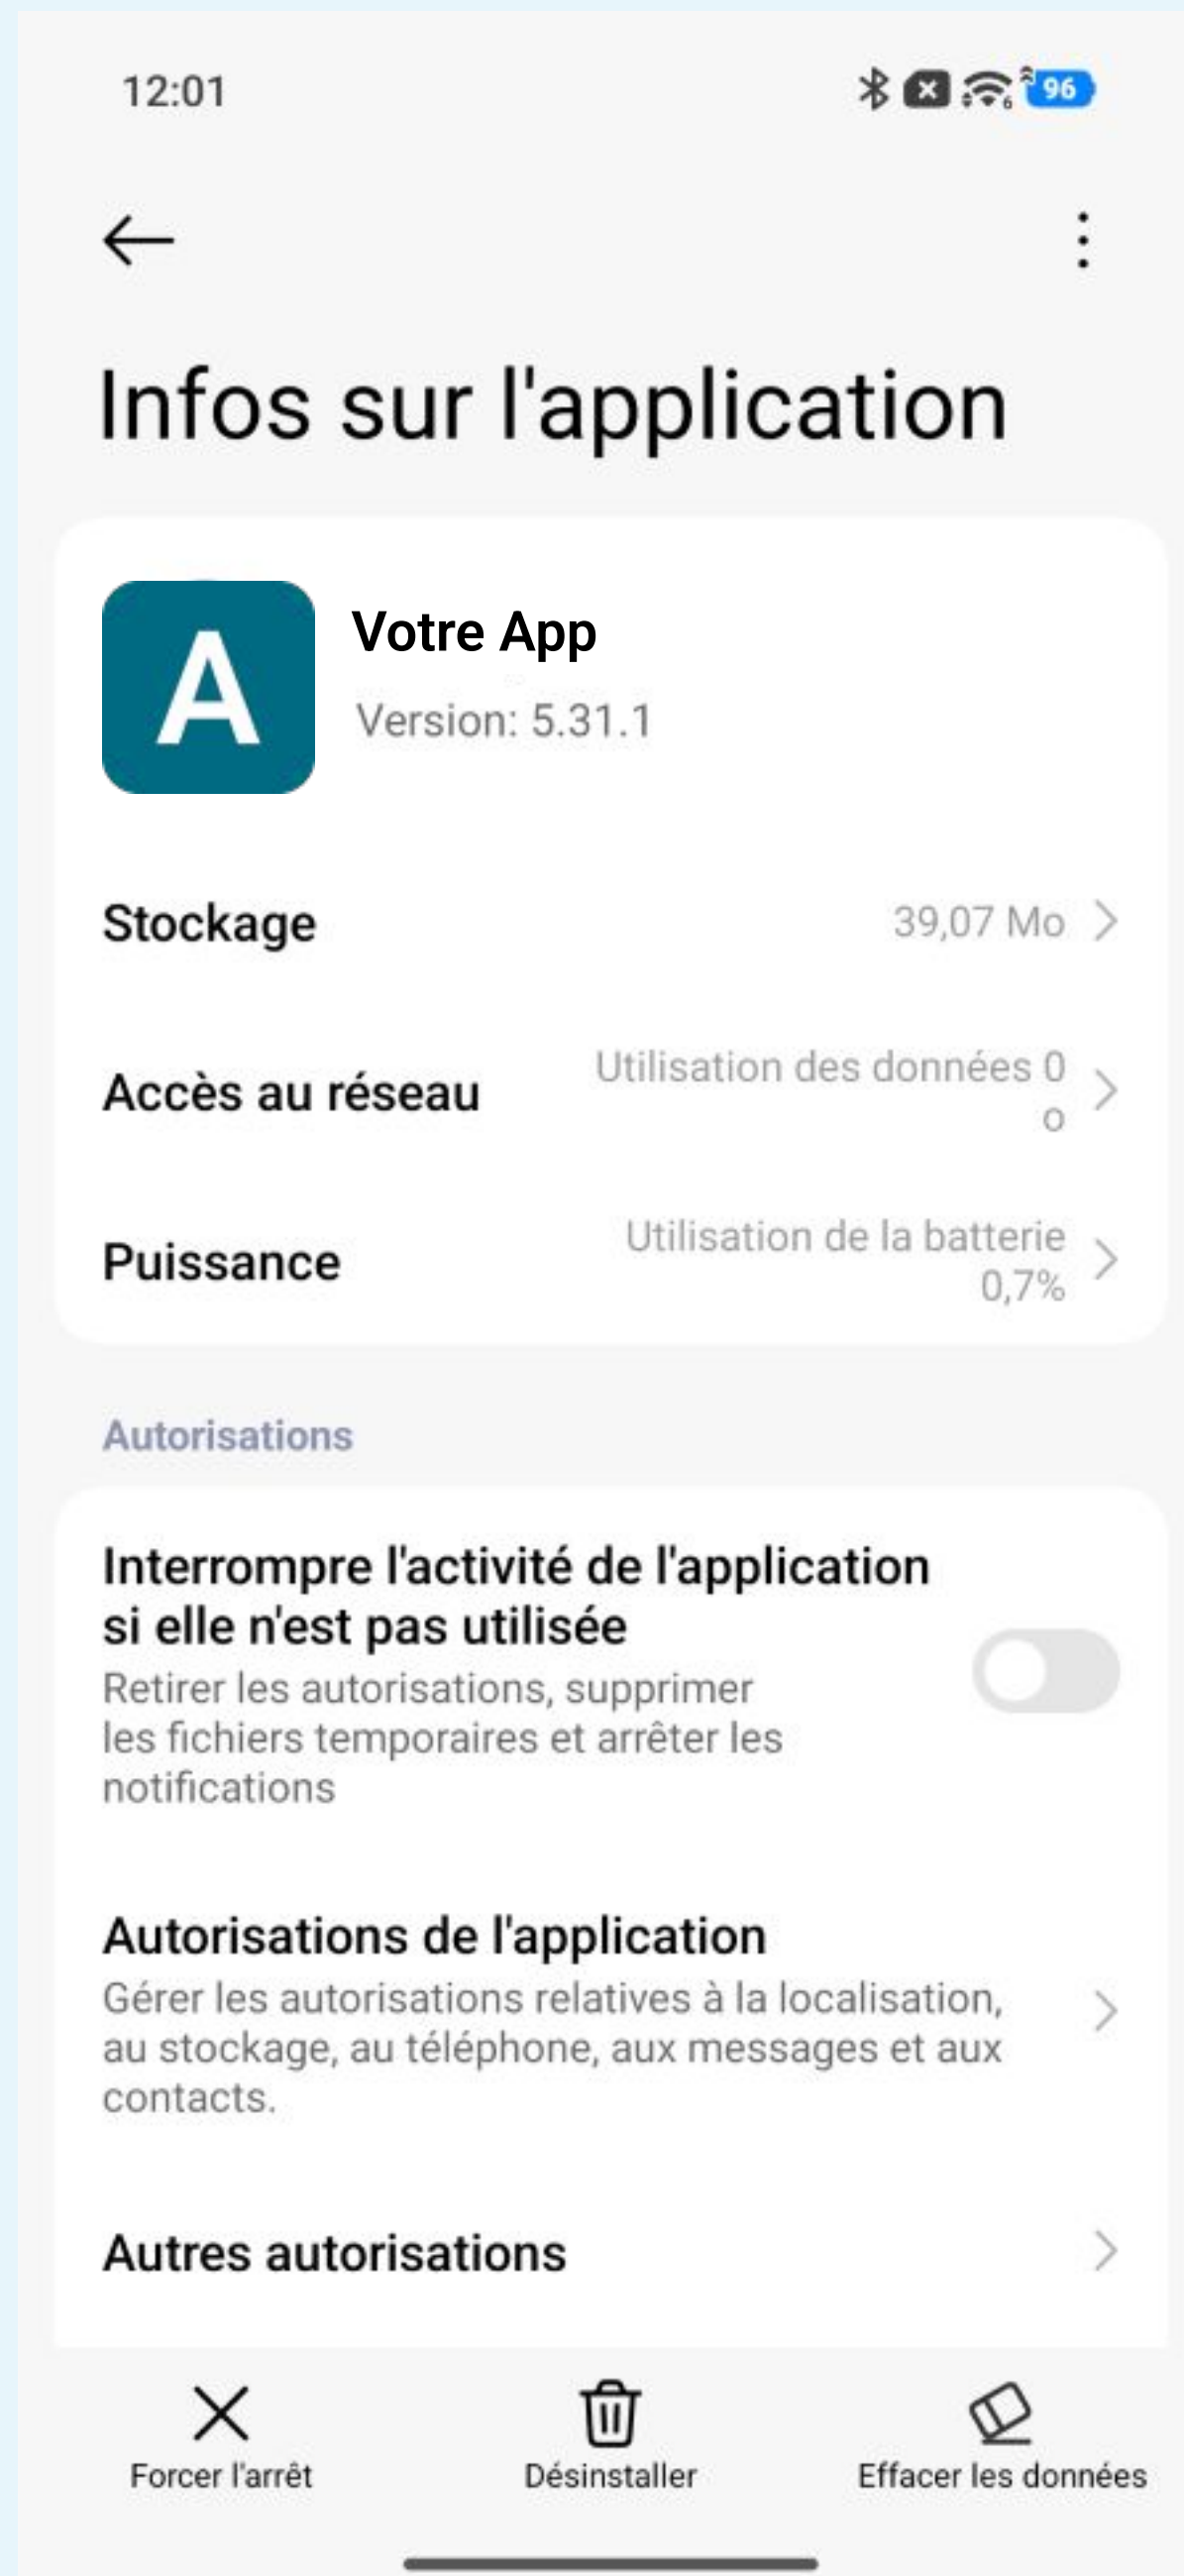 12:01
96
Infos sur l'application
A
Votre App
Version: 5.31.1
Stockage
39,07 Mo
Accès au réseau
Utilisation des données 0
o
Puissance
Utilisation de la batterie
0,7%
Autorisations
Interrompre l'activité de l'application
si elle n'est pas utilisée
Retirer les autorisations, supprimer
les fichiers temporaires et arrêter les
notifications
Autorisations de l'application
Gérer les autorisations relatives à la localisation,
au stockage, au téléphone, aux messages et aux
contacts.
Autres autorisations
Forcer l'arrêt
Désinstaller
Effacer les données